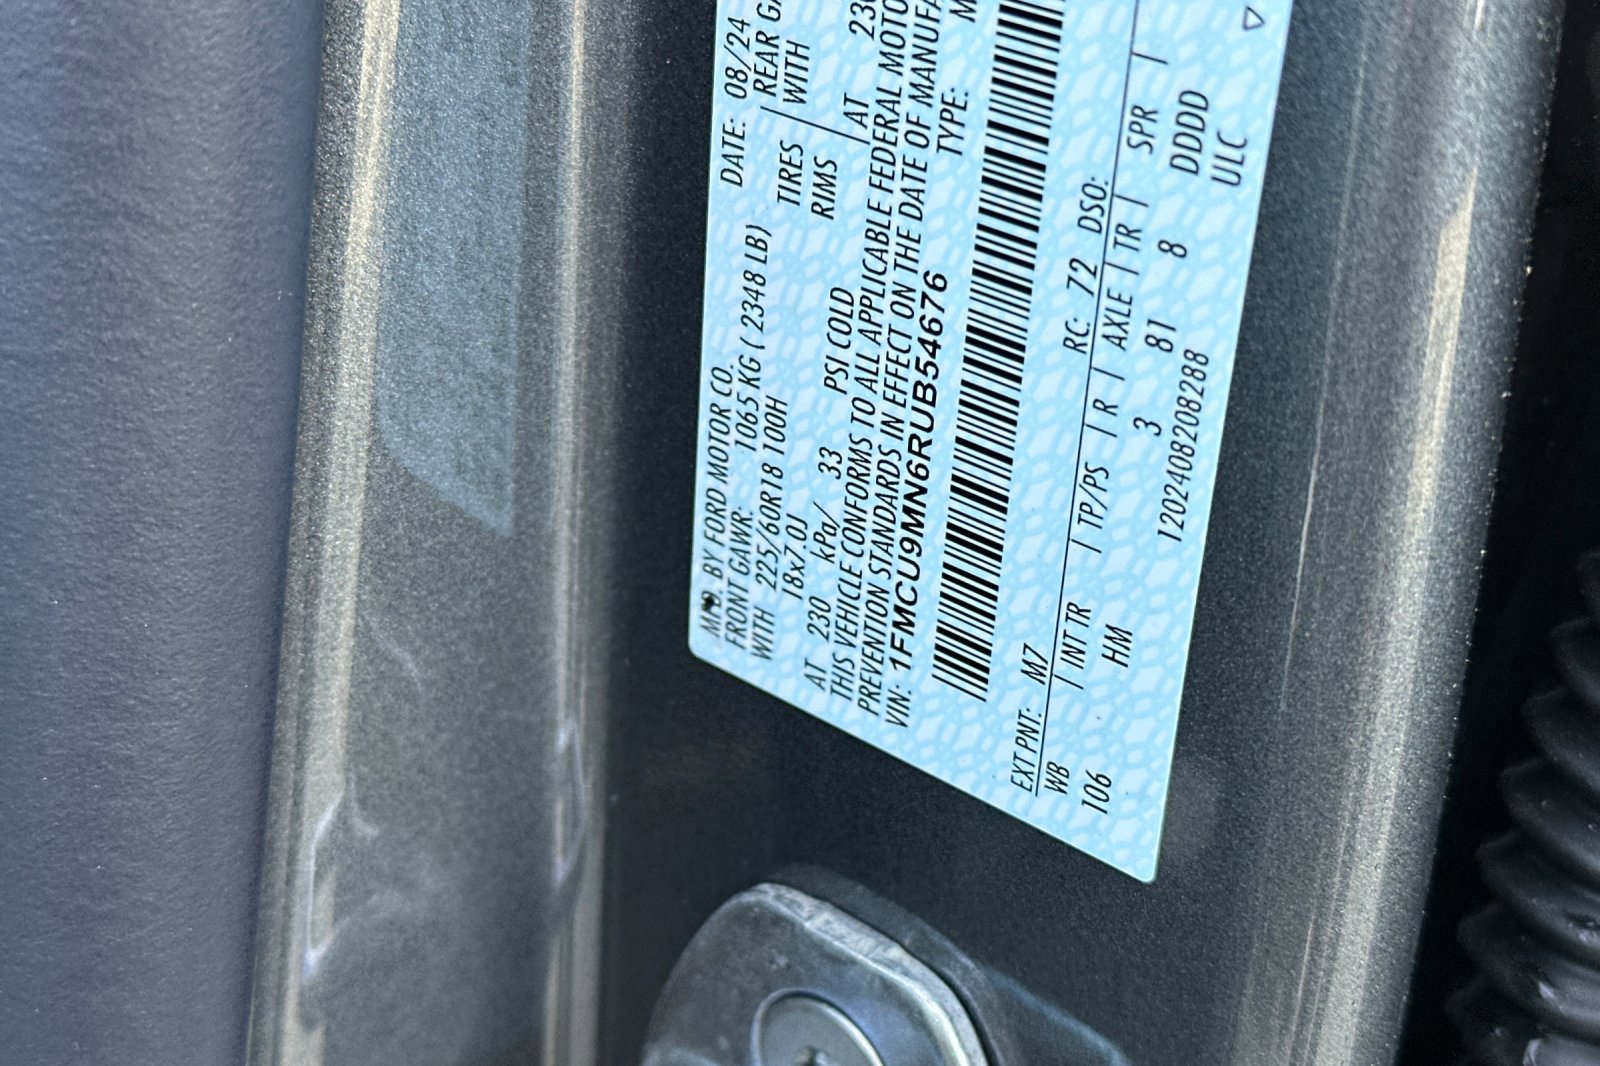 MFD. BY FORD MOTOR CO. DATE: 08/24
FRONT GAWR: 1065 KG ( 2348 LB) REAR
WITH 225/60R18 100H TIRES WITH
18x7.0J RIMS
AT 230 kPa/ 33 PSI COLD AT
THIS VEHICLE CONFORMS TO ALL APPLICABLE FEDERAL
PREVENTION STANDARDS IN EFFECT ON THE DATE OF
VIN: 1FMCU9MN6RUB54676 TYPE:
EXT PNT: MZ RC: 72 DSO:
WB | INT TR | TP/PS | R | AXLE | TR | SPR |
106 HM 3 81 8 DDDD
1202408208288 ULC